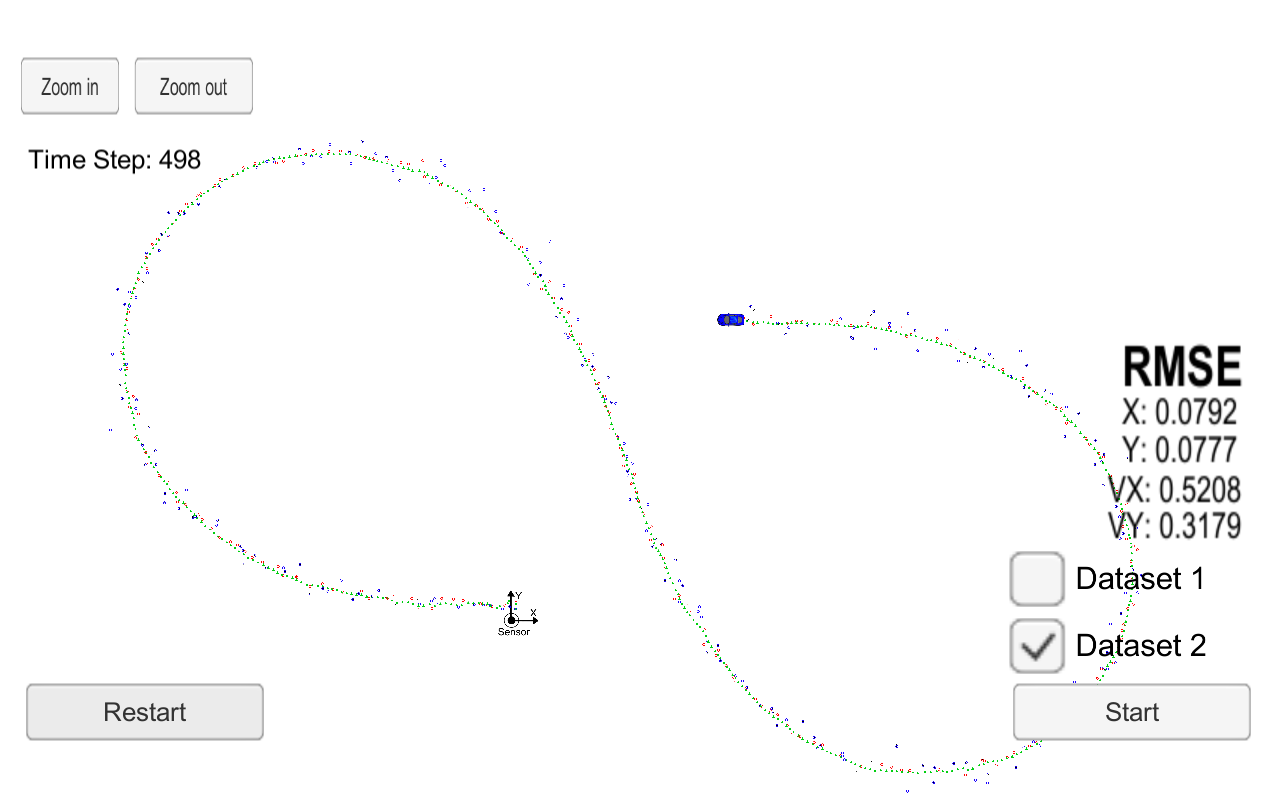 Zoom in
Zoom out
Time Step: 498
RMSE
X: 0.0792
Y: 0.0777
VX: 0.5208
VY: 0.3179
Dataset 1
Y
X
Sensor
Dataset 2
Restart
Start